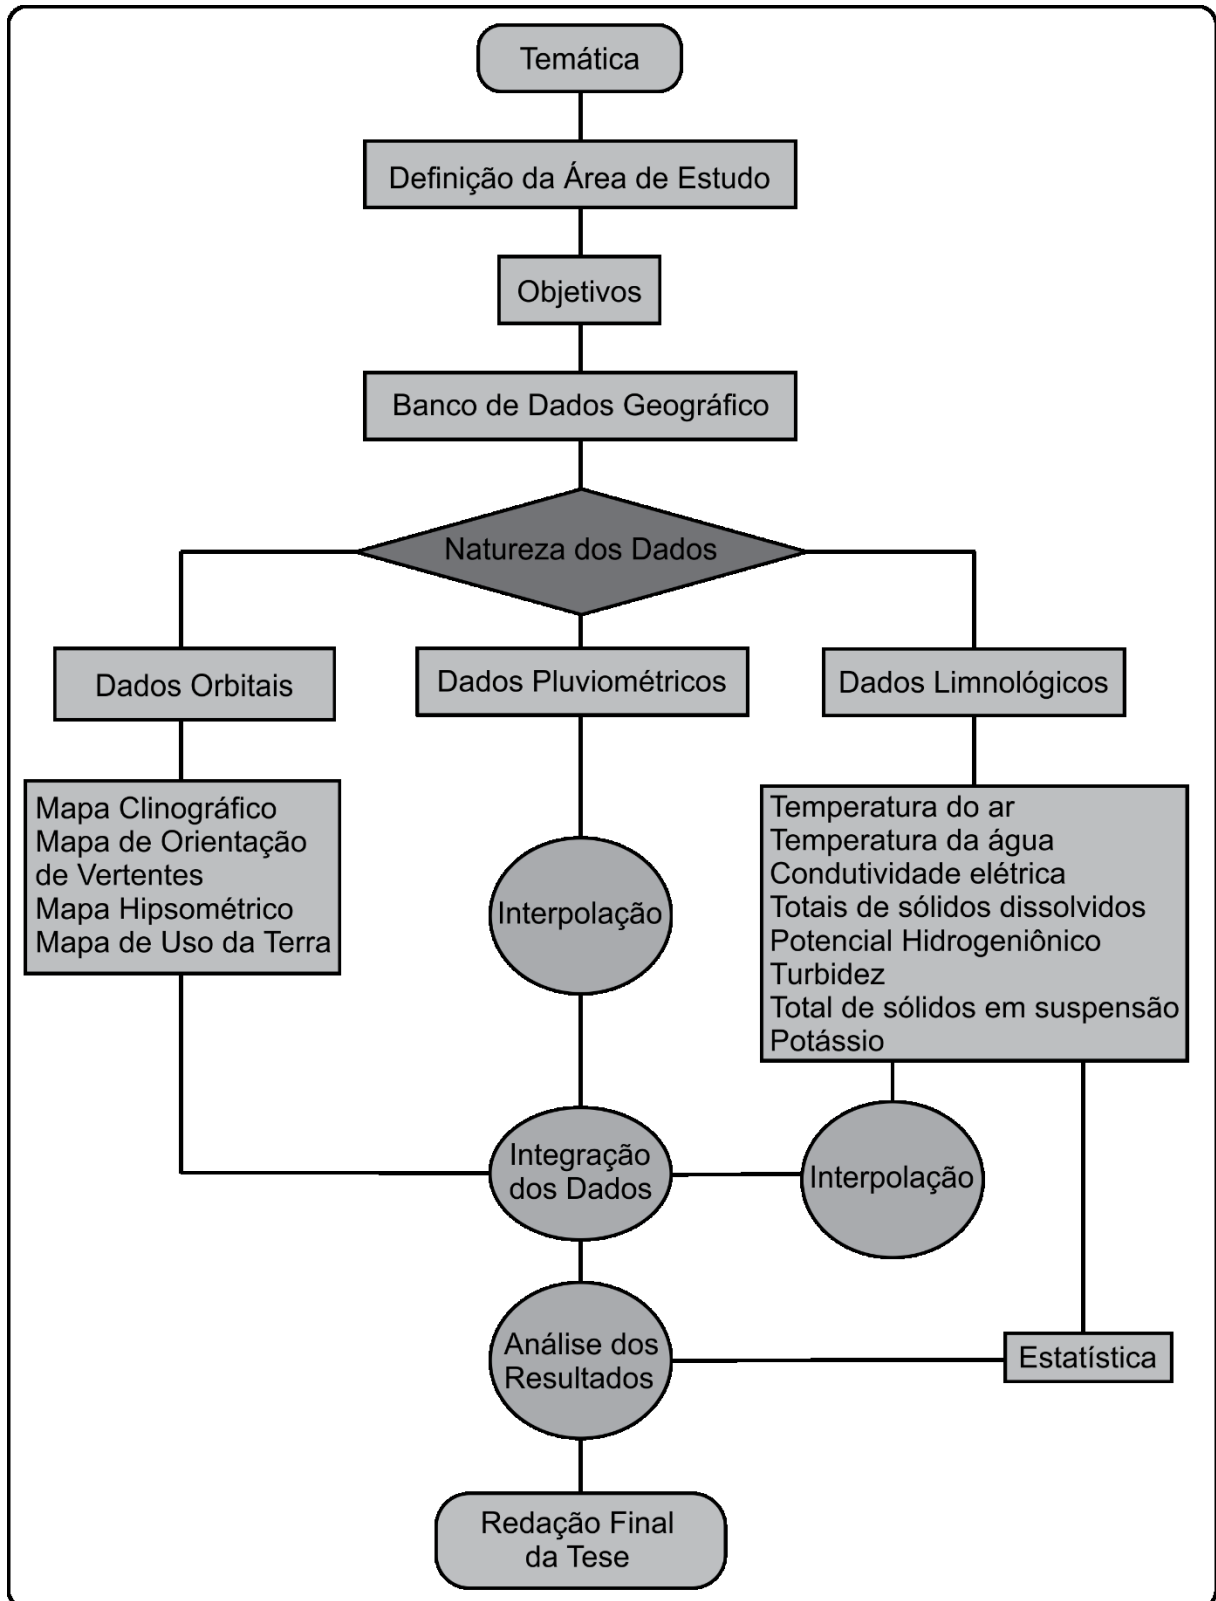 Temática
Definição da Área de Estudo
Objetivos
Banco de Dados Geográfico
Natureza dos Dados
Dados Orbitais
Dados Pluviométricos
Dados Limnológicos
Mapa Clinográfico
Mapa de Orientação
de Vertentes
Mapa Hipsométrico
Mapa de Uso da Terra
Interpolação
Temperatura do ar
Temperatura da água
Condutividade elétrica
Totais de sólidos dissolvidos
Potencial Hidrogeniônico
Turbidez
Total de sólidos em suspensão
Potássio
Integração
dos Dados
Interpolação
Análise dos
Resultados
Estatística
Redação Final
da Tese